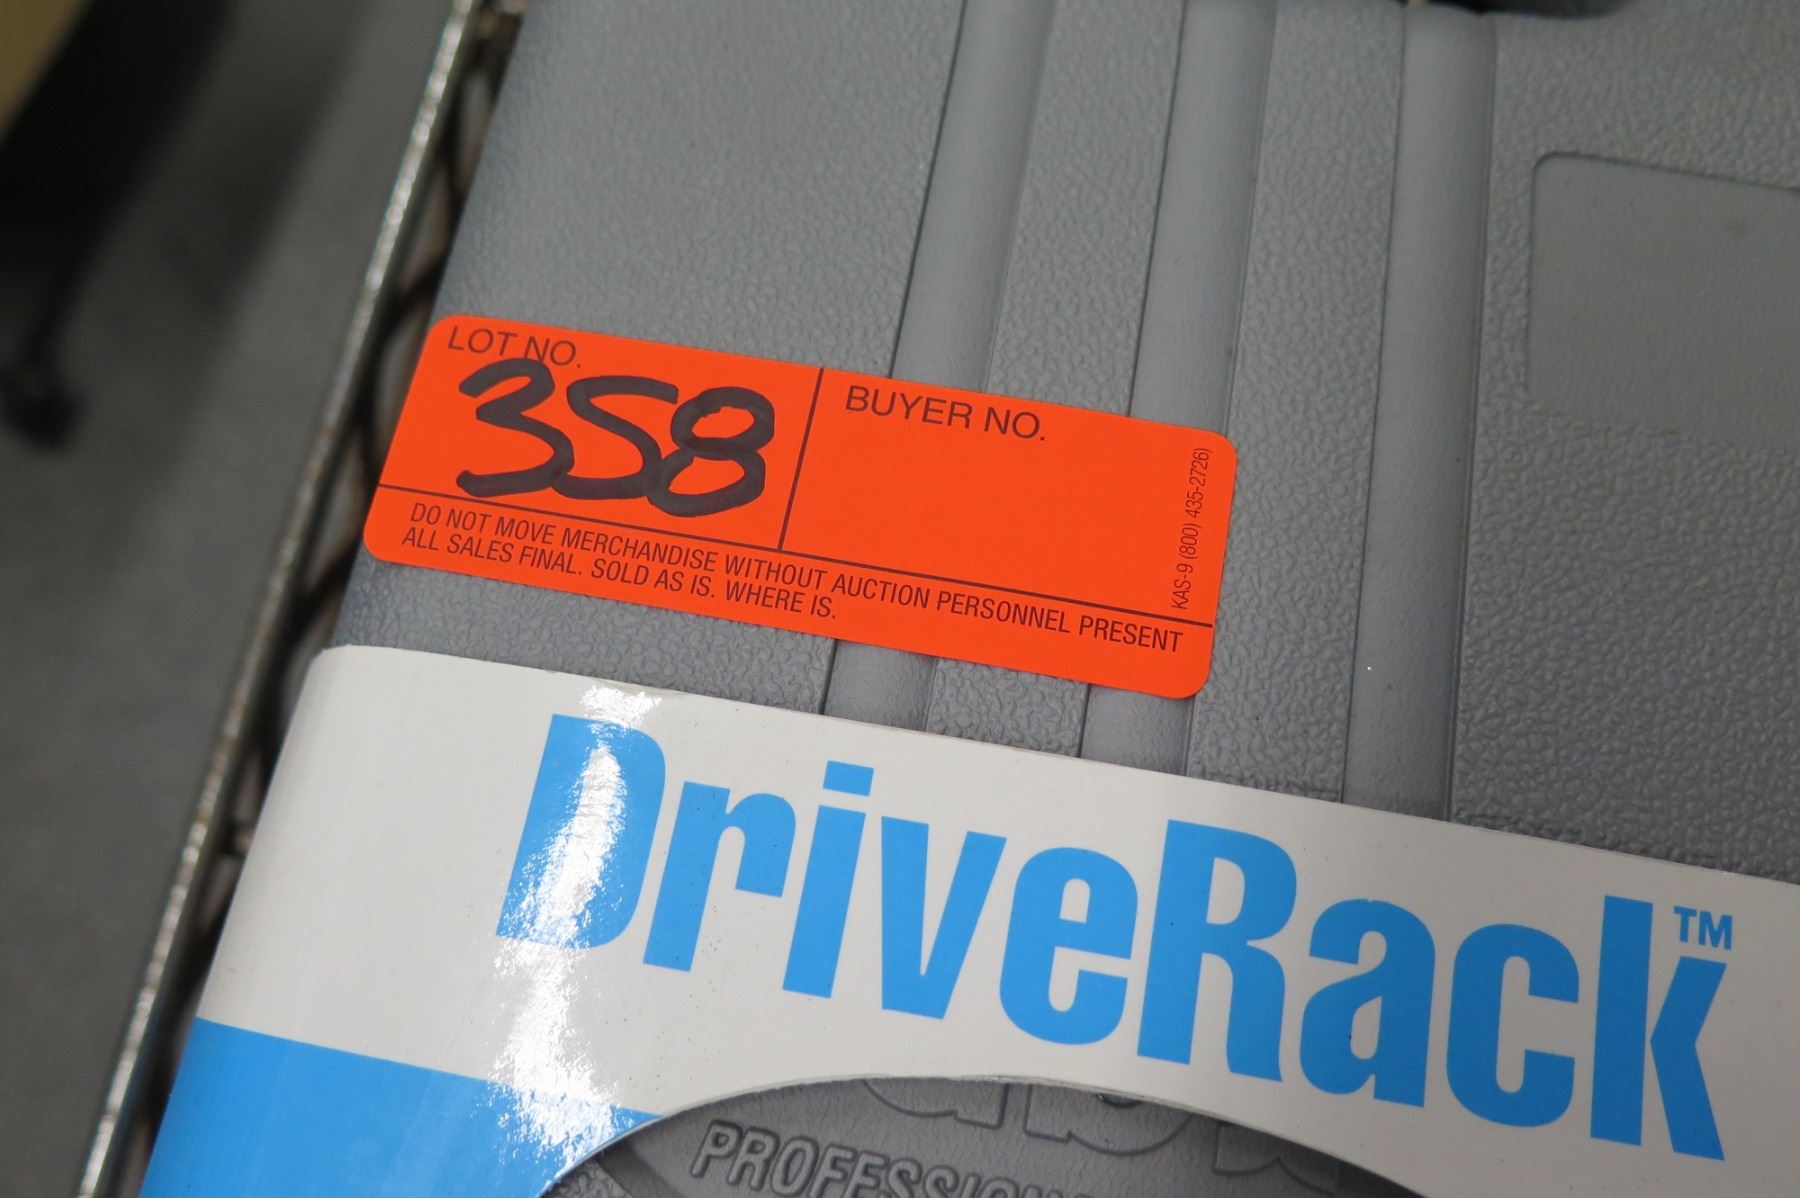 LOT NO.
358
BUYER NO.
KAS-9 (800) 435-2726)
DO NOT MOVE MERCHANDISE WITHOUT AUCTION PERSONNEL PRESENT
ALL SALES FINAL. SOLD AS IS. WHERE IS.
DriveRack™
dbx